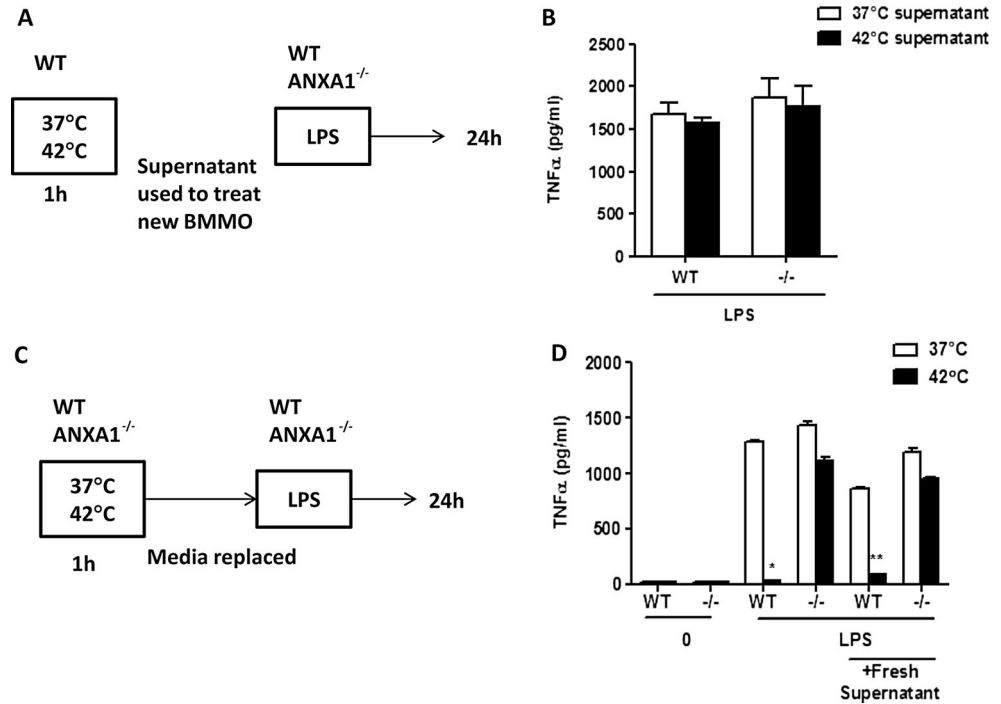 A
WT
37°C
42°C
1h
Supernatant
used to treat
new BMMO
WT
ANXA1-/-
LPS
24h
B
37°C supernatant
42°C supernatant
TNFα (pg/ml)
2500
2000
1500
1000
500
0
WT -/-
LPS
C
WT
ANXA1-/-
37°C
42°C
1h
Media replaced
WT
ANXA1-/-
LPS
24h
D
37°C
42°C
TNFα (pg/ml)
2000
1500
1000
500
0
*
**
WT -/- WT -/- WT -/-
0 LPS
+Fresh
Supernatant